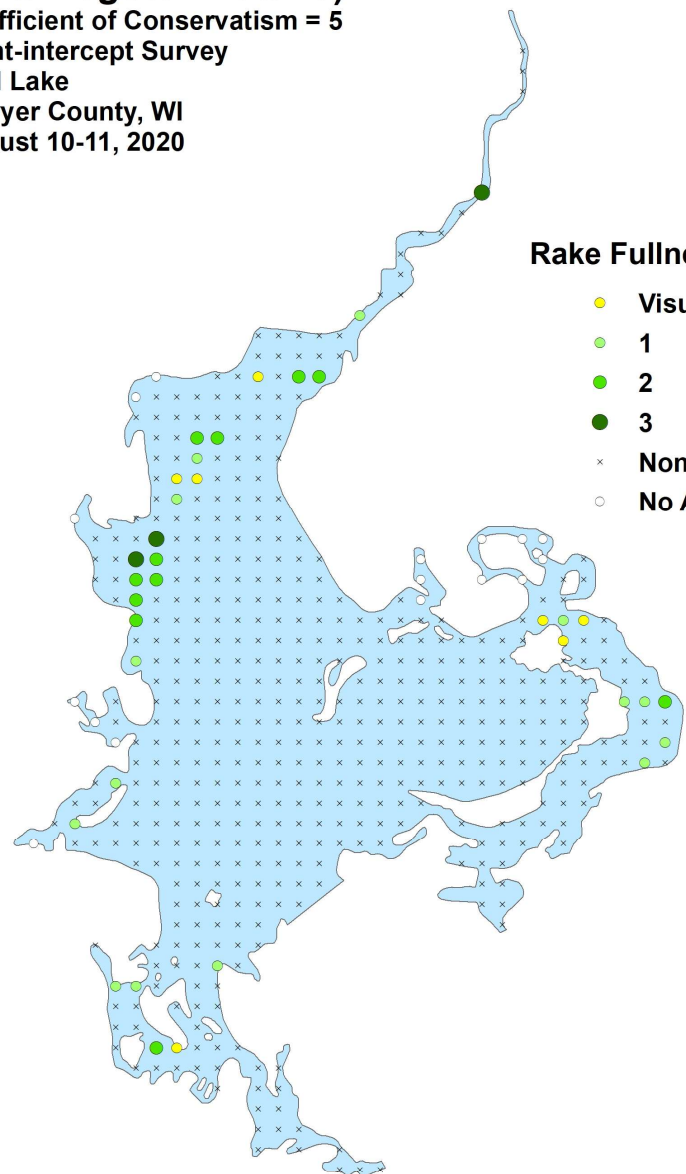 fficient of Conservatism = 5
nt-intercept Survey
Lake
yer County, WI
ust 10-11, 2020
Rake Fullne
Visu
1
2
3
Non
No A